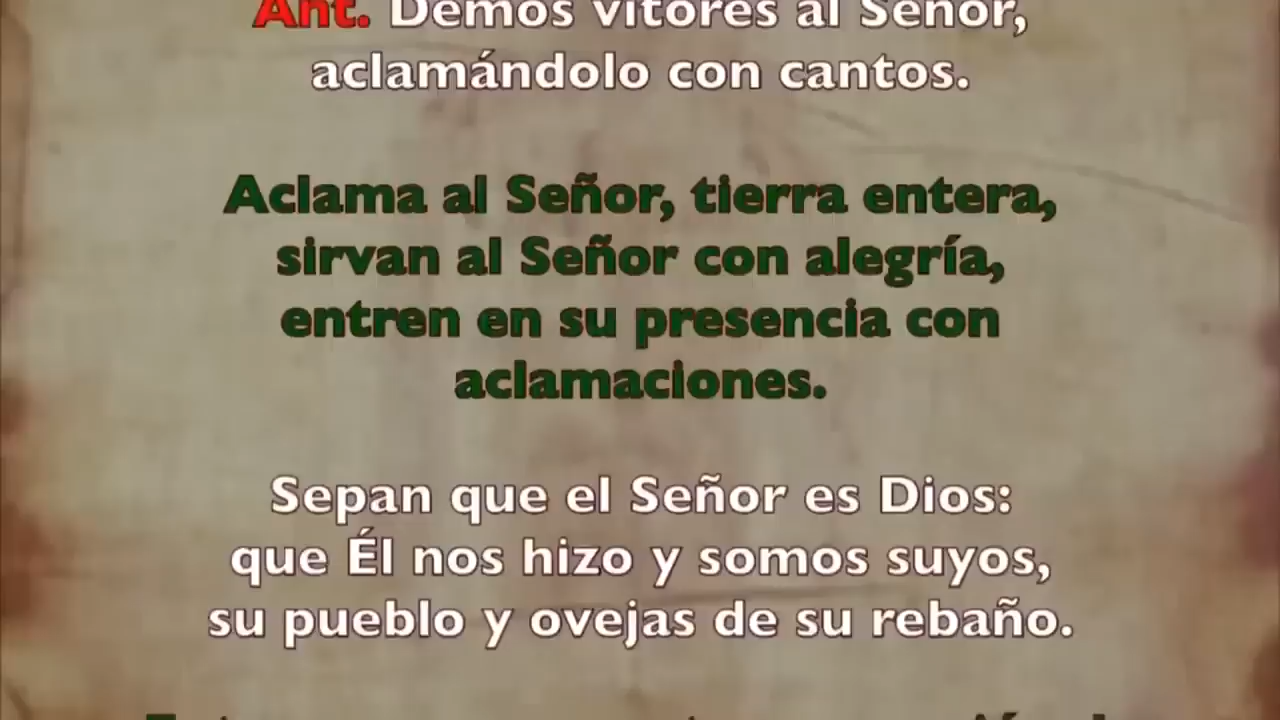 Ant. Demos vítores al Señor,
aclamándolo con cantos.
Aclama al Señor, tierra entera,
sirvan al Señor con alegría,
entren en su presencia con
aclamaciones.
Sepan que el Señor es Dios:
que Él nos hizo y somos suyos,
su pueblo y ovejas de su rebaño.